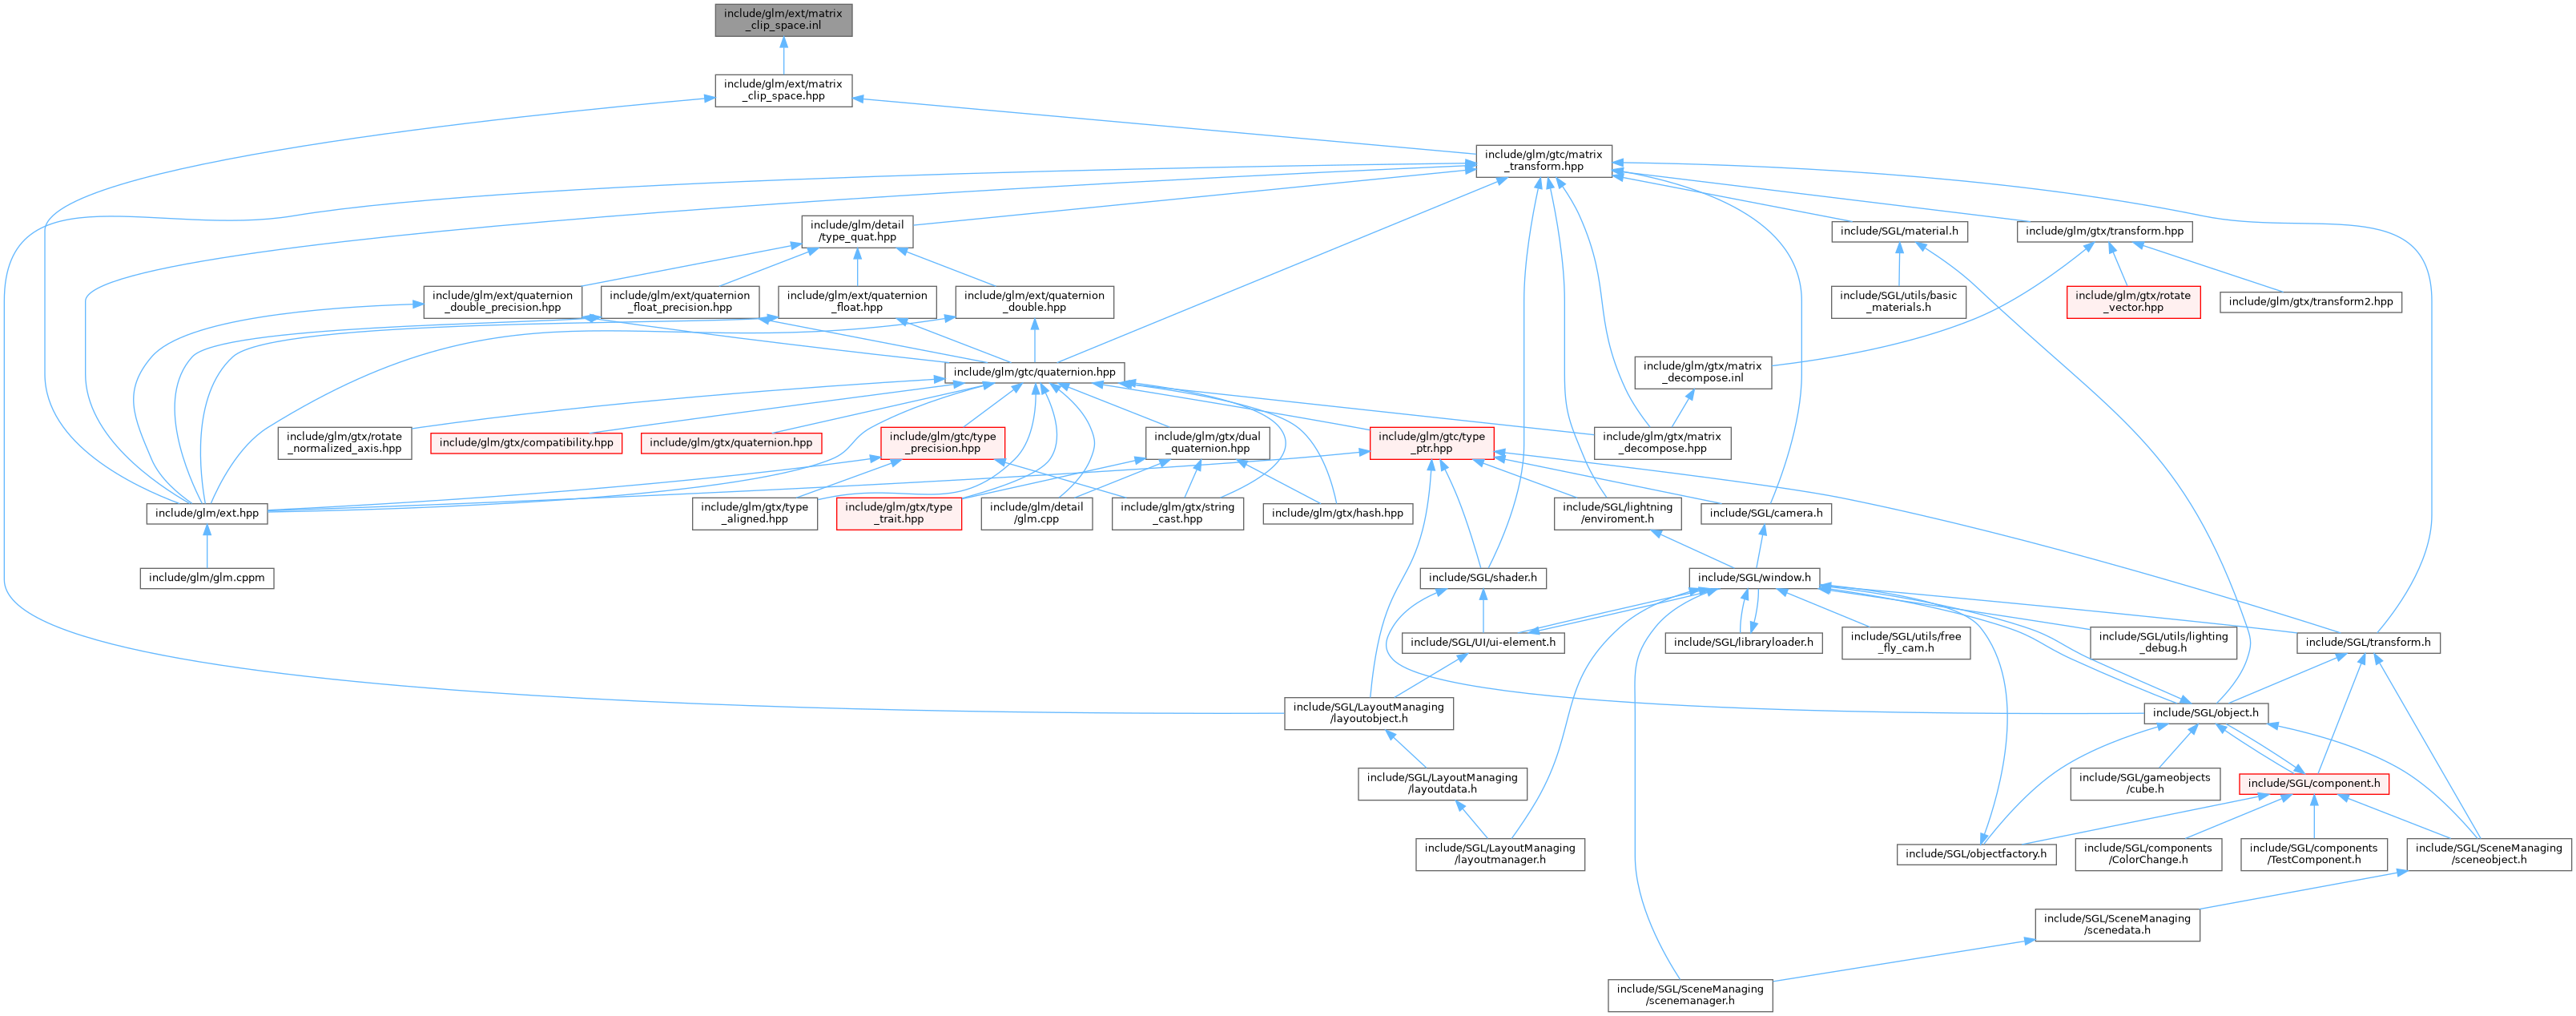 include/glm/ext/matrix
_clip_space.inl
include/glm/ext/matrix
_clip_space.hpp
include/glm/gtc/matrix
_transform.hpp
include/glm/detail
/type_quat.hpp
include/SGL/material.h
include/glm/gtx/transform.hpp
include/glm/ext/quaternion
_double_precision.hpp
include/glm/ext/quaternion
_float_precision.hpp
include/glm/ext/quaternion
_float.hpp
include/glm/ext/quaternion
_double.hpp
include/SGL/utils/basic
_materials.h
include/glm/gtx/rotate
_vector.hpp
include/glm/gtx/transform2.hpp
include/glm/gtc/quaternion.hpp
include/glm/gtx/matrix
_decompose.inl
include/glm/gtx/rotate
_normalized_axis.hpp
include/glm/gtx/compatibility.hpp
include/glm/gtx/quaternion.hpp
include/glm/gtc/type
_precision.hpp
include/glm/gtx/dual
_quaternion.hpp
include/glm/gtc/type
_ptr.hpp
include/glm/gtx/matrix
_decompose.hpp
include/glm/ext.hpp
include/glm/gtx/type
_aligned.hpp
include/glm/gtx/type
_trait.hpp
include/glm/detail
/glm.cpp
include/glm/gtx/string
_cast.hpp
include/glm/gtx/hash.hpp
include/SGL/lightning
/enviroment.h
include/SGL/camera.h
include/glm/glm.cppm
include/SGL/shader.h
include/SGL/window.h
include/SGL/UI/ui-element.h
include/SGL/libraryloader.h
include/SGL/utils/free
_fly_cam.h
include/SGL/utils/lighting
_debug.h
include/SGL/transform.h
include/SGL/LayoutManaging
/layoutobject.h
include/SGL/object.h
include/SGL/LayoutManaging
/layoutdata.h
include/SGL/gameobjects
/cube.h
include/SGL/component.h
include/SGL/LayoutManaging
/layoutmanager.h
include/SGL/objectfactory.h
include/SGL/components
/ColorChange.h
include/SGL/components
/TestComponent.h
include/SGL/SceneManaging
/sceneobject.h
include/SGL/SceneManaging
/scenedata.h
include/SGL/SceneManaging
/scenemanager.h